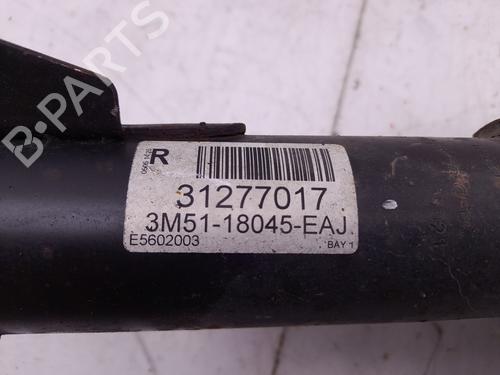 B-PARTS
R
31277017
3M51-18045-EAJ
E5602003
BAY 1